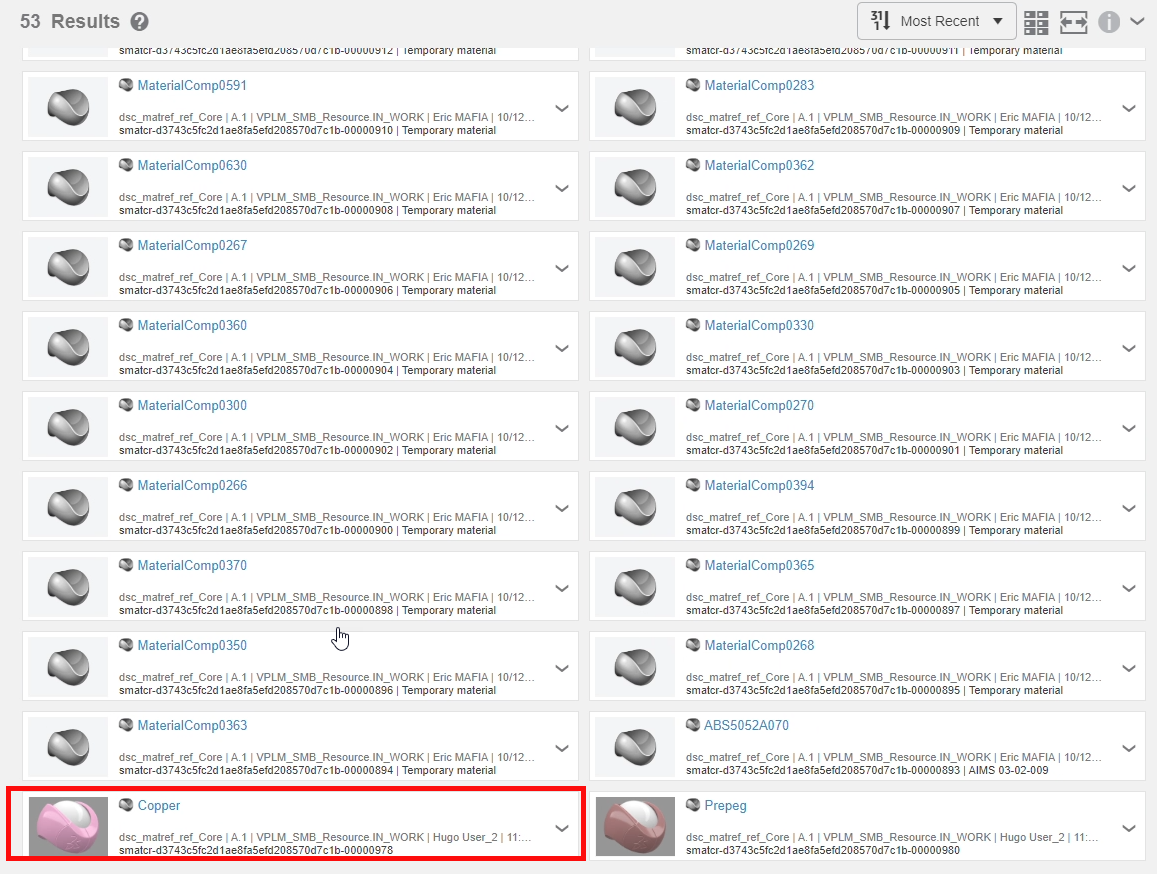 53 Results ?
31
1
Most Recent
i
smatcr-d3743c5fc2d1ae8fa5efd208570d7c1b-00000912 | Temporary material
smatcr-d3743c5fc2d1ae8fa5efd208570d7c1b-00000911 | Temporary material
MaterialComp0591
dsc_matref_ref_Core | A.1 | VPLM_SMB_Resource.IN_WORK | Eric MAFIA | 10/12...
smatcr-d3743c5fc2d1ae8fa5efd208570d7c1b-00000910 | Temporary material
MaterialComp0283
dsc_matref_ref_Core | A.1 | VPLM_SMB_Resource.IN_WORK | Eric MAFIA | 10/12...
smatcr-d3743c5fc2d1ae8fa5efd208570d7c1b-00000909 | Temporary material
MaterialComp0630
dsc_matref_ref_Core | A.1 | VPLM_SMB_Resource.IN_WORK | Eric MAFIA | 10/12...
smatcr-d3743c5fc2d1ae8fa5efd208570d7c1b-00000908 | Temporary material
MaterialComp0362
dsc_matref_ref_Core | A.1 | VPLM_SMB_Resource.IN_WORK | Eric MAFIA | 10/12...
smatcr-d3743c5fc2d1ae8fa5efd208570d7c1b-00000907 | Temporary material
MaterialComp0267
dsc_matref_ref_Core | A.1 | VPLM_SMB_Resource.IN_WORK | Eric MAFIA | 10/12...
smatcr-d3743c5fc2d1ae8fa5efd208570d7c1b-00000906 | Temporary material
MaterialComp0269
dsc_matref_ref_Core | A.1 | VPLM_SMB_Resource.IN_WORK | Eric MAFIA | 10/12...
smatcr-d3743c5fc2d1ae8fa5efd208570d7c1b-00000905 | Temporary material
MaterialComp0360
dsc_matref_ref_Core | A.1 | VPLM_SMB_Resource.IN_WORK | Eric MAFIA | 10/12...
smatcr-d3743c5fc2d1ae8fa5efd208570d7c1b-00000904 | Temporary material
MaterialComp0330
dsc_matref_ref_Core | A.1 | VPLM_SMB_Resource.IN_WORK | Eric MAFIA | 10/12...
smatcr-d3743c5fc2d1ae8fa5efd208570d7c1b-00000903 | Temporary material
MaterialComp0300
dsc_matref_ref_Core | A.1 | VPLM_SMB_Resource.IN_WORK | Eric MAFIA | 10/12...
smatcr-d3743c5fc2d1ae8fa5efd208570d7c1b-00000902 | Temporary material
MaterialComp0270
dsc_matref_ref_Core | A.1 | VPLM_SMB_Resource.IN_WORK | Eric MAFIA | 10/12...
smatcr-d3743c5fc2d1ae8fa5efd208570d7c1b-00000901 | Temporary material
MaterialComp0266
dsc_matref_ref_Core | A.1 | VPLM_SMB_Resource.IN_WORK | Eric MAFIA | 10/12...
smatcr-d3743c5fc2d1ae8fa5efd208570d7c1b-00000900 | Temporary material
MaterialComp0394
dsc_matref_ref_Core | A.1 | VPLM_SMB_Resource.IN_WORK | Eric MAFIA | 10/12...
smatcr-d3743c5fc2d1ae8fa5efd208570d7c1b-00000899 | Temporary material
MaterialComp0370
dsc_matref_ref_Core | A.1 | VPLM_SMB_Resource.IN_WORK | Eric MAFIA | 10/12...
smatcr-d3743c5fc2d1ae8fa5efd208570d7c1b-00000898 | Temporary material
MaterialComp0365
dsc_matref_ref_Core | A.1 | VPLM_SMB_Resource.IN_WORK | Eric MAFIA | 10/12...
smatcr-d3743c5fc2d1ae8fa5efd208570d7c1b-00000897 | Temporary material
MaterialComp0350
dsc_matref_ref_Core | A.1 | VPLM_SMB_Resource.IN_WORK | Eric MAFIA | 10/12...
smatcr-d3743c5fc2d1ae8fa5efd208570d7c1b-00000896 | Temporary material
MaterialComp0268
dsc_matref_ref_Core | A.1 | VPLM_SMB_Resource.IN_WORK | Eric MAFIA | 10/12...
smatcr-d3743c5fc2d1ae8fa5efd208570d7c1b-00000895 | Temporary material
MaterialComp0363
dsc_matref_ref_Core | A.1 | VPLM_SMB_Resource.IN_WORK | Eric MAFIA | 10/12...
smatcr-d3743c5fc2d1ae8fa5efd208570d7c1b-00000894 | Temporary material
ABS5052A070
dsc_matref_ref_Core | A.1 | VPLM_SMB_Resource.IN_WORK | Eric MAFIA | 10/12...
smatcr-d3743c5fc2d1ae8fa5efd208570d7c1b-00000893 | AIMS 03-02-009
Copper
dsc_matref_ref_Core | A.1 | VPLM_SMB_Resource.IN_WORK | Hugo User_2 | 11:...
smatcr-d3743c5fc2d1ae8fa5efd208570d7c1b-00000978
Prepeg
dsc_matref_ref_Core | A.1 | VPLM_SMB_Resource.IN_WORK | Hugo User_2 | 11:...
smatcr-d3743c5fc2d1ae8fa5efd208570d7c1b-00000980